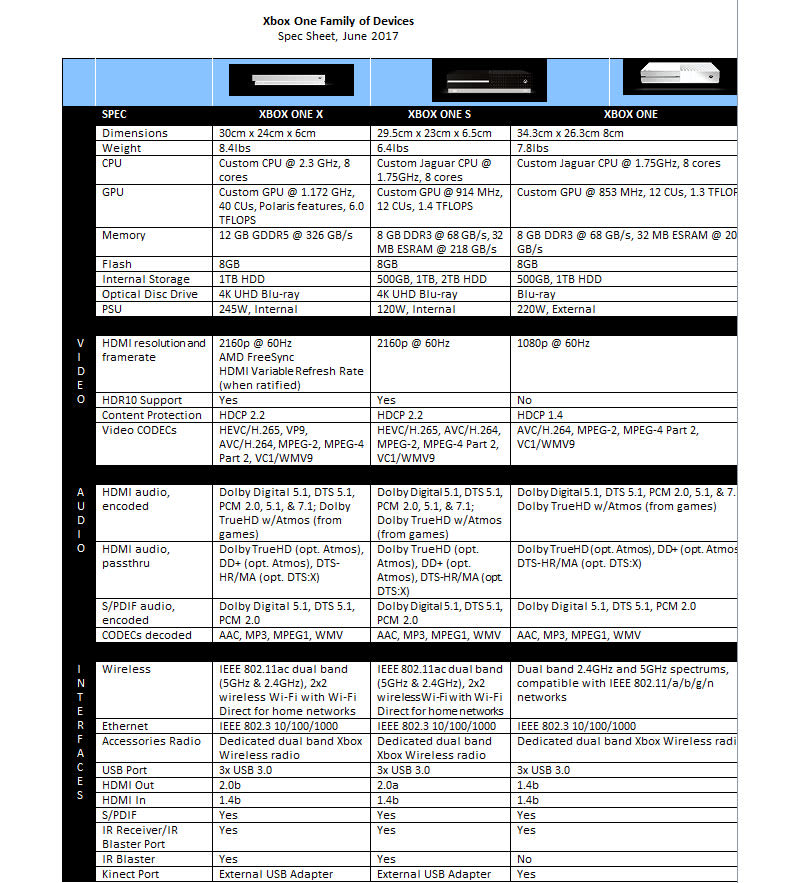 Xbox One Family of Devices
Spec Sheet, June 2017
SPEC XBOX ONE X XBOX ONE S XBOX ONE
Dimensions 30cm x 24cm x 6cm 29.5cm x 23cm x 6.5cm 34.3cm x 26.3cm 8cm
Weight 8.4lbs 6.4lbs 7.8lbs
CPU Custom CPU @ 2.3 GHz, 8 Custom Jaguar CPU @ Custom Jaguar CPU @ 1.75GHz, 8 cores
cores 1.75GHz, 8 cores
GPU Custom GPU @ 1.172 GHz, Custom GPU @ 914 MHz, Custom GPU @ 853 MHz, 12 CUs, 1.3 TFLOP
40 CUs, Polaris features, 6.0 12 CUs, 1.4 TFLOPS
TFLOPS
Memory 12 GB GDDR5 @ 326 GB/s 8 GB DDR3 @ 68 GB/s, 32 8 GB DDR3 @ 68 GB/s, 32 MB ESRAM @ 20
MB ESRAM @ 218 GB/s GB/s
Flash 8GB 8GB 8GB
Internal Storage 1TB HDD 500GB, 1TB, 2TB HDD 500GB, 1TB HDD
Optical Disc Drive 4K UHD Blu-ray 4K UHD Blu-ray Blu-ray
PSU 245W, Internal 120W, Internal 220W, External
VIDEO
HDMI resolution and 2160p @ 60Hz 2160p @ 60Hz 1080p @ 60Hz
framerate AMD FreeSync
HDMI Variable Refresh Rate
(when ratified)
HDR10 Support Yes Yes No
Content Protection HDCP 2.2 HDCP 2.2 HDCP 1.4
Video CODECs HEVC/H.265, VP9, HEVC/H.265, AVC/H.264, AVC/H.264, MPEG-2, MPEG-4 Part 2,
AVC/H.264, MPEG-2, MPEG-4 MPEG-2, MPEG-4 Part 2, VC1/WMV9
Part 2, VC1/WMV9 VC1/WMV9
AUDIO
HDMI audio, Dolby Digital 5.1, DTS 5.1, Dolby Digital 5.1, DTS 5.1, Dolby Digital 5.1, DTS 5.1, PCM 2.0, 5.1, & 7.
encoded PCM 2.0, 5.1, & 7.1; Dolby PCM 2.0, 5.1, & 7.1; Dolby TrueHD w/Atmos (from games)
TrueHD w/Atmos (from Dolby TrueHD w/Atmos
games) (from games)
HDMI audio, Dolby TrueHD (opt. Atmos), Dolby TrueHD (opt. Dolby TrueHD (opt. Atmos), DD+ (opt. Atmos
passthru DD+ (opt. Atmos), DTS- Atmos), DD+ (opt. DTS-HR/MA (opt. DTS:X)
HR/MA (opt. DTS:X) Atmos), DTS-HR/MA (opt.
DTS:X)
S/PDIF audio, Dolby Digital 5.1, DTS 5.1, Dolby Digital 5.1, DTS 5.1, Dolby Digital 5.1, DTS 5.1, PCM 2.0
encoded PCM 2.0 PCM 2.0
CODECs decoded AAC, MP3, MPEG1, WMV AAC, MP3, MPEG1, WMV AAC, MP3, MPEG1, WMV
INTERFACES
Wireless IEEE 802.11ac dual band IEEE 802.11ac dual band Dual band 2.4GHz and 5GHz spectrums,
(5GHz & 2.4GHz), 2x2 (5GHz & 2.4GHz), 2x2 compatible with IEEE 802.11/a/b/g/n
wireless Wi-Fi with Wi-Fi wireless Wi-Fi with Wi-Fi networks
Direct for home networks Direct for home networks
Ethernet IEEE 802.3 10/100/1000 IEEE 802.3 10/100/1000 IEEE 802.3 10/100/1000
Accessories Radio Dedicated dual band Xbox Dedicated dual band Dedicated dual band Xbox Wireless radi
Wireless radio Xbox Wireless radio
USB Port 3x USB 3.0 3x USB 3.0 3x USB 3.0
HDMI Out 2.0b 2.0a 1.4b
HDMI In 1.4b 1.4b 1.4b
S/PDIF Yes Yes Yes
IR Receiver/IR Yes Yes Yes
Blaster Port
IR Blaster Yes Yes No
Kinect Port External USB Adapter External USB Adapter Yes